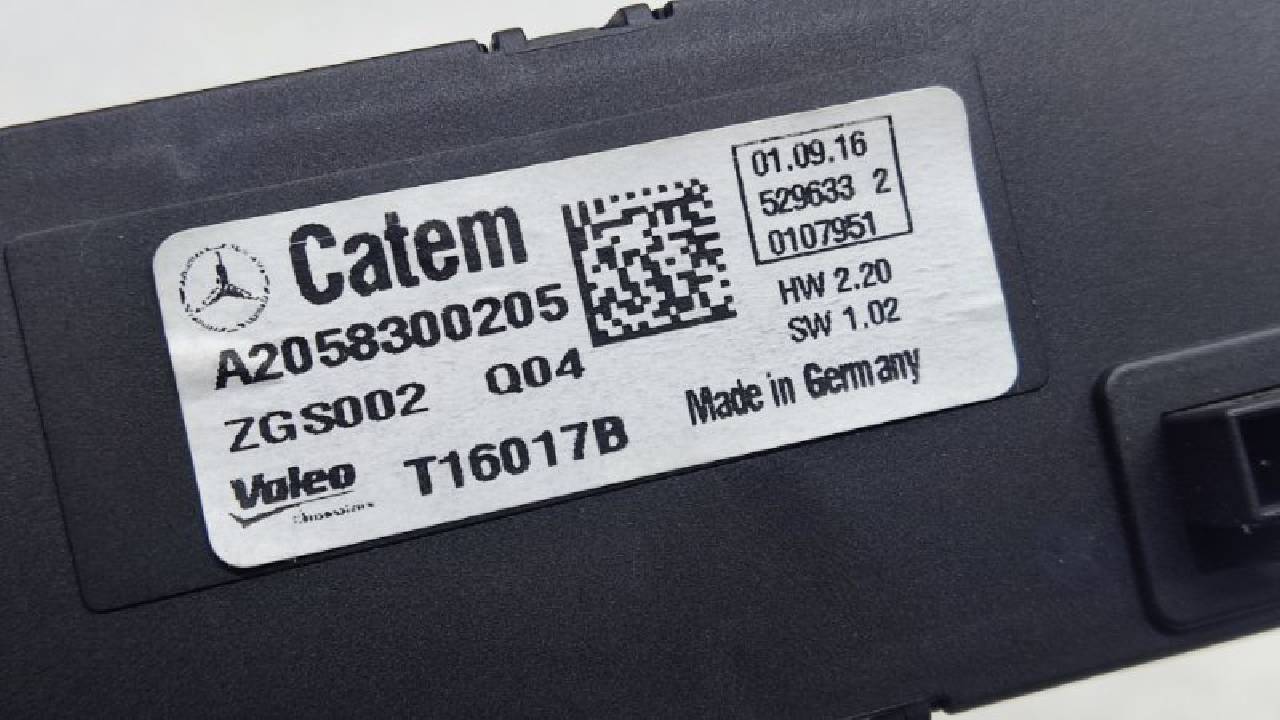 Catem
A2058300205
ZGS002 Q04
Valeo T16017B
01.09.16
529633 2
0107951
HW 2.20
SW 1.02
Made in Germany